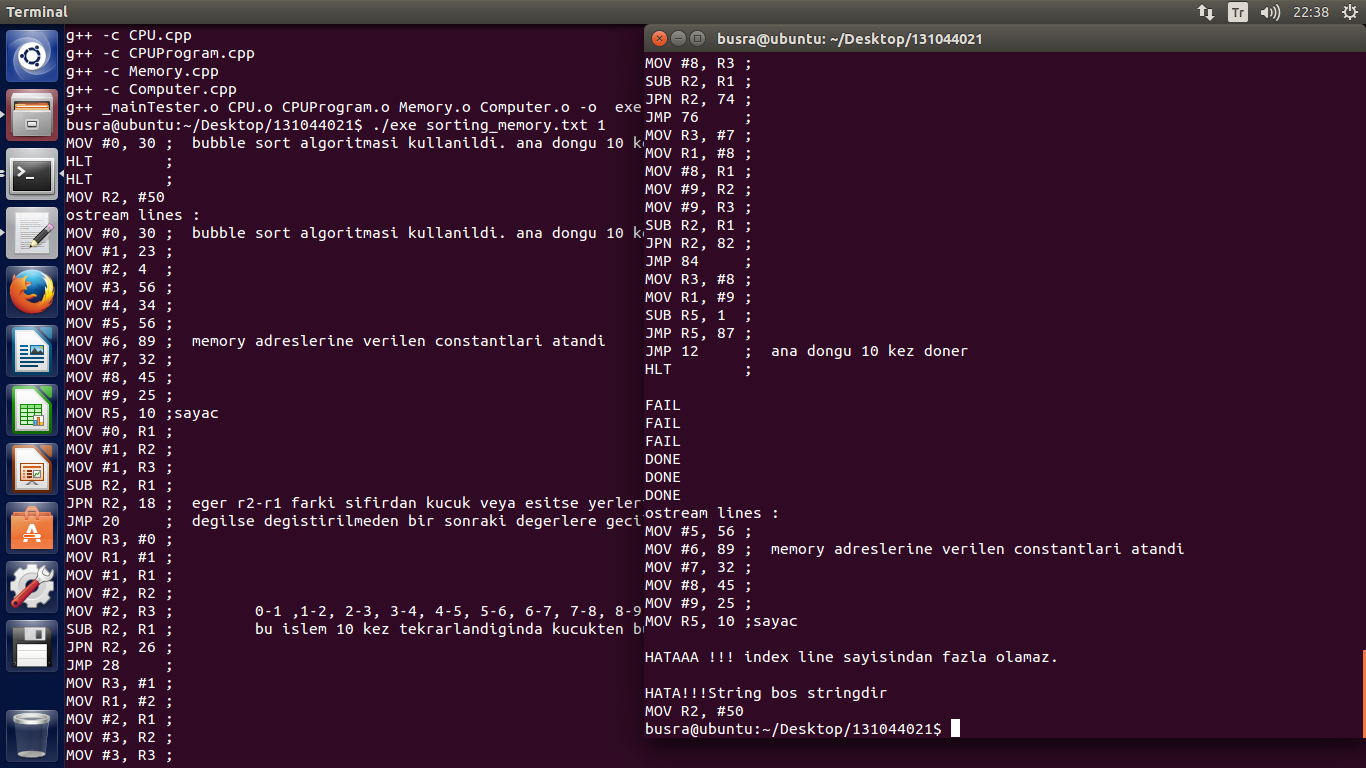 Terminal
Tr
22:38
g++ -c CPU.cpp
g++ -c CPUProgram.cpp
g++ -c Memory.cpp
g++ -c Computer.cpp
g++ _mainTester.o CPU.o CPUProgram.o Memory.o Computer.o -o  exe
busra@ubuntu:~/Desktop/131044021$ ./exe sorting_memory.txt 1
MOV #0, 30 ;  bubble sort algoritmasi kullanildi. ana dongu 10 k
HLT        ;
HLT        ;
MOV R2, #50
ostream lines :
MOV #0, 30 ;  bubble sort algoritmasi kullanildi. ana dongu 10 k
MOV #1, 23 ;
MOV #2, 4  ;
MOV #3, 56 ;
MOV #4, 34 ;
MOV #5, 56 ;
MOV #6, 89 ;  memory adreslerine verilen constantlari atandi
MOV #7, 32 ;
MOV #8, 45 ;
MOV #9, 25 ;
MOV R5, 10 ;sayac
MOV #0, R1 ;
MOV #1, R2 ;
MOV #1, R3 ;
SUB R2, R1 ;
JPN R2, 18 ;  eger r2-r1 farki sifirdan kucuk veya esitse yerler
JMP 20     ;  degilse degistirilmeden bir sonraki degerlere geci
MOV R3, #0 ;
MOV R1, #1 ;
MOV #1, R1 ;
MOV #2, R2 ;
MOV #2, R3 ;         0-1 ,1-2, 2-3, 3-4, 4-5, 5-6, 6-7, 7-8, 8-9
SUB R2, R1 ;         bu islem 10 kez tekrarlandiginda kucukten b
JPN R2, 26 ;
JMP 28     ;
MOV R3, #1 ;
MOV R1, #2 ;
MOV #2, R1 ;
MOV #3, R2 ;
MOV #3, R3 ;
busra@ubuntu: ~/Desktop/131044021
MOV #8, R3 ;
SUB R2, R1 ;
JPN R2, 74 ;
JMP 76     ;
MOV R3, #7 ;
MOV R1, #8 ;
MOV #8, R1 ;
MOV #9, R2 ;
MOV #9, R3 ;
SUB R2, R1 ;
JPN R2, 82 ;
JMP 84     ;
MOV R3, #8 ;
MOV R1, #9 ;
SUB R5, 1  ;
JMP R5, 87 ;
JMP 12     ;  ana dongu 10 kez doner
HLT        ;
FAIL
FAIL
FAIL
DONE
DONE
DONE
ostream lines :
MOV #5, 56 ;
MOV #6, 89 ;  memory adreslerine verilen constantlari atandi
MOV #7, 32 ;
MOV #8, 45 ;
MOV #9, 25 ;
MOV R5, 10 ;sayac
HATAAA !!! index line sayisindan fazla olamaz.
HATA!!!String bos stringdir
MOV R2, #50
busra@ubuntu:~/Desktop/131044021$